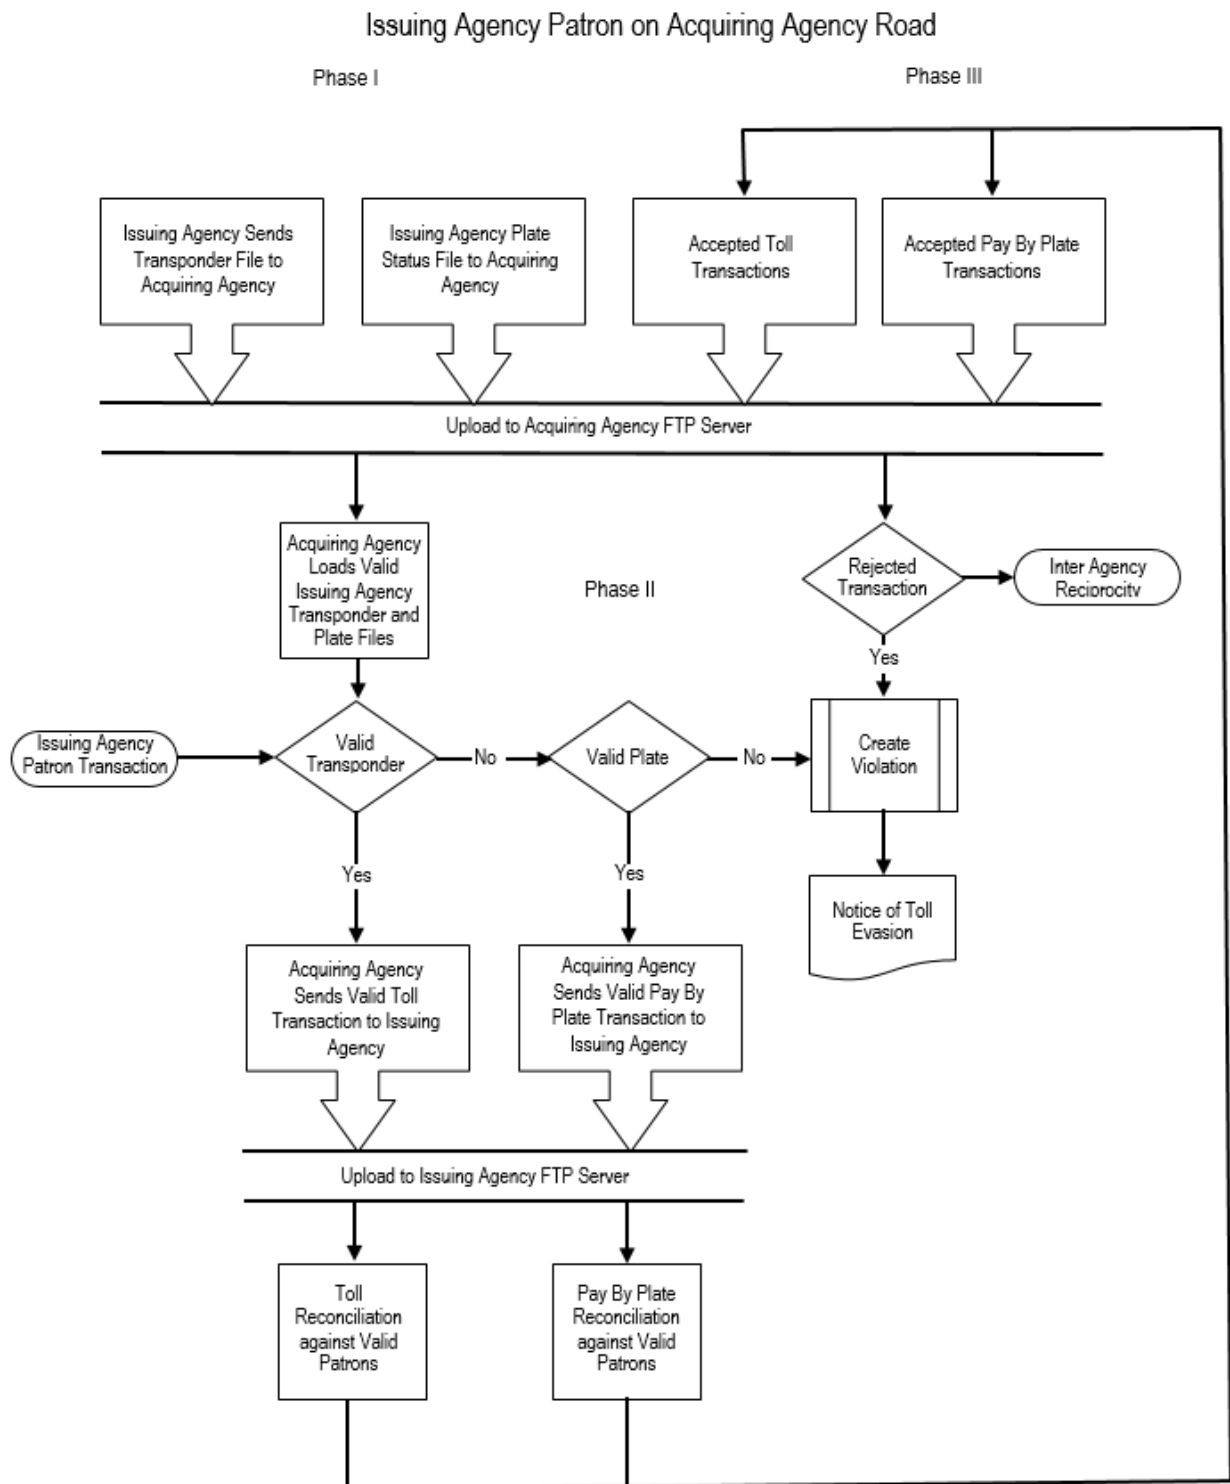 Issuing Agency Patron on Acquiring Agency Road
Phase I
Phase III
Issuing Agency Sends
Transponder File to
Acquiring Agency
Issuing Agency Plate
Status File to Acquiring
Agency
Accepted Toll
Transactions
Accepted Pay By Plate
Transactions
Upload to Acquiring Agency FTP Server
Acquiring Agency
Loads Valid
Issuing Agency
Transponder and
Plate Files
Phase II
Rejected
Transaction
Inter Agency
Reciprocity
Yes
Issuing Agency
Patron Transaction
Valid
Transponder
No
Valid Plate
No
Create
Violation
Yes
Yes
Notice of Toll
Evasion
Acquiring Agency
Sends Valid Toll
Transaction to Issuing
Agency
Acquiring Agency
Sends Valid Pay By
Plate Transaction to
Issuing Agency
Upload to Issuing Agency FTP Server
Toll
Reconciliation
against Valid
Patrons
Pay By Plate
Reconciliation
against Valid
Patrons